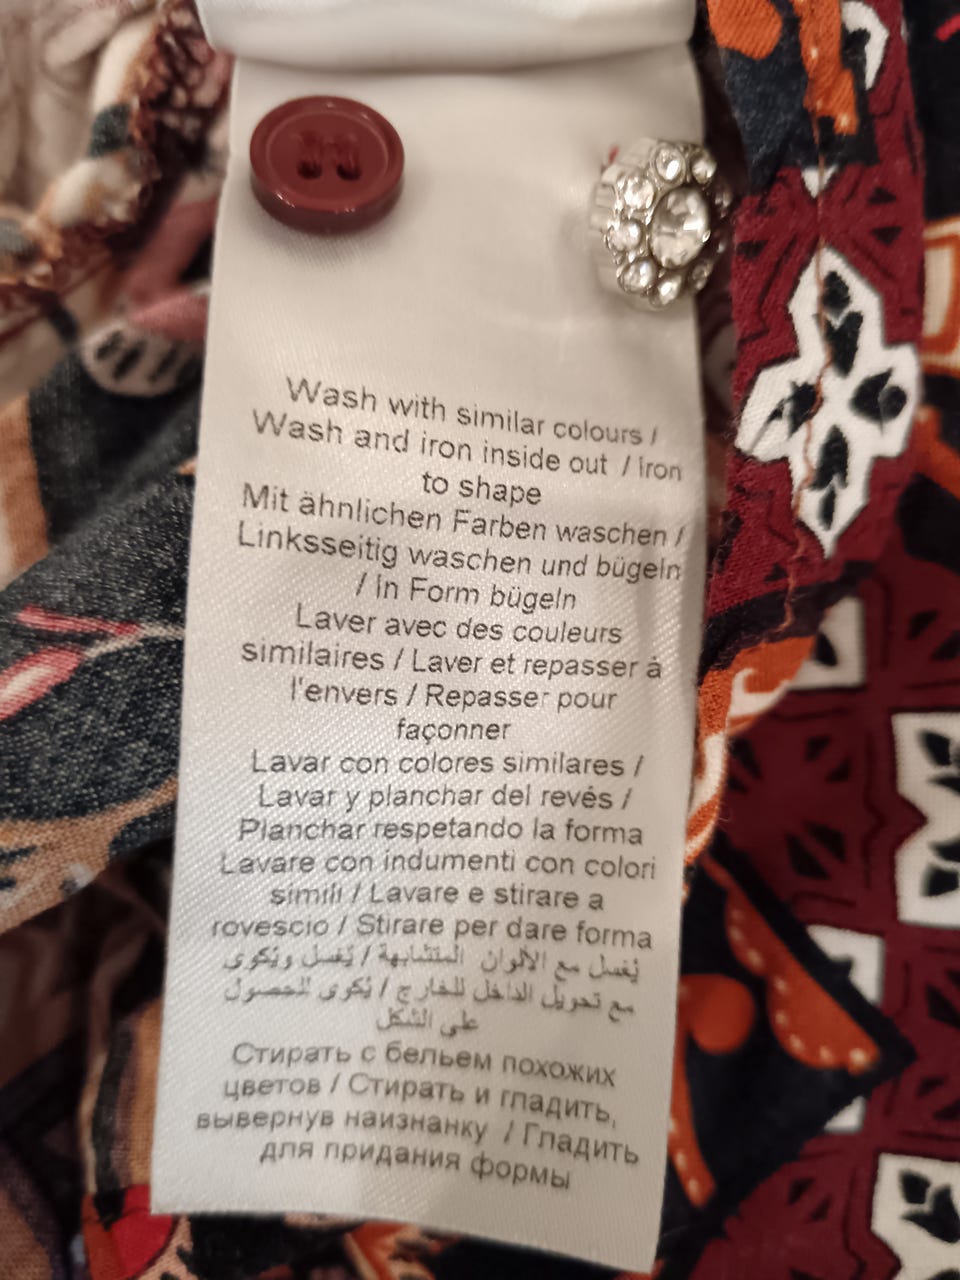 Wash with similar colours /
Wash and iron inside out / Iron
to shape
Mit ähnlichen Farben waschen /
Linksseitig waschen und bügeln
/ In Form bügeln
Laver avec des couleurs
similaires / Laver et repasser à
l'envers / Repasser pour
façonner
Lavar con colores similares /
Lavar y planchar del revés /
Planchar respetando la forma
Lavare con indumenti con colori
simili / Lavare e stirare a
rovescio / Stirare per dare forma
يُغسل مع الألوان المتشابهة / يُغسل ويُكوى
مع تحويل الداخل للخارج / يُكوى للحصول
على الشكل
Стирать с бельем похожих
цветов / Стирать и гладить,
вывернув наизнанку / Гладить
для придания формы